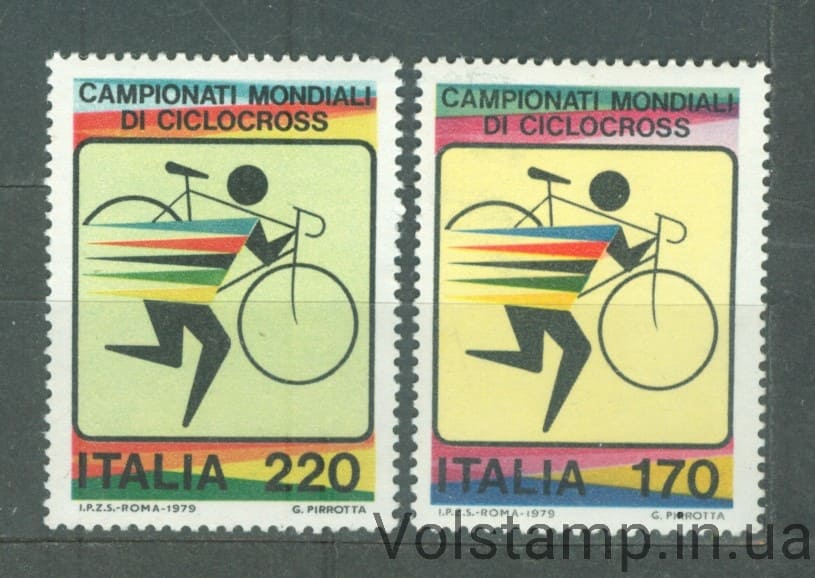 CAMPIONATI MONDIALI
DI CICLOCROSS
ITALIA 220
I.P.Z.S.-ROMA-1979 G. PIRROTTA
CAMPIONATI MONDIALI
DI CICLOCROSS
ITALIA 170
I.P.Z.S.-ROMA-1979 G. PIRROTTA
Volstamp.in.ua